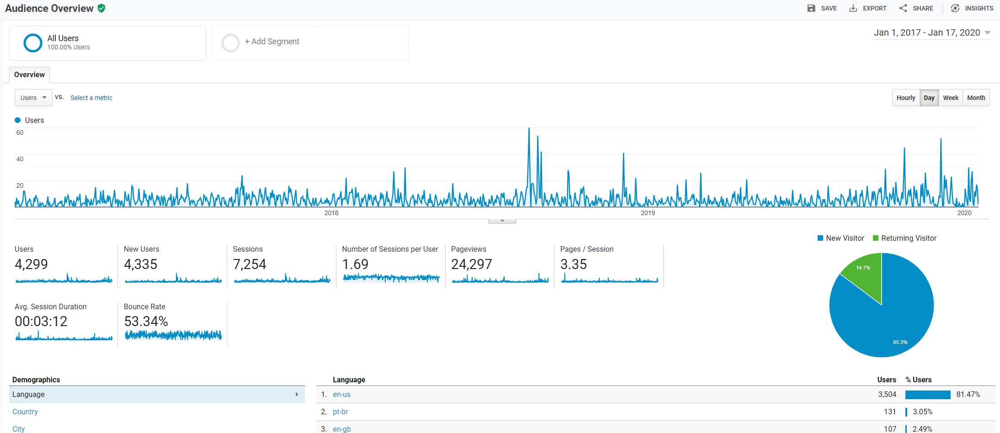 Audience Overview
SAVE EXPORT SHARE INSIGHTS
All Users
100.00% Users
+ Add Segment
Jan 1, 2017 - Jan 17, 2020
Overview
Users vs. Select a metric
Hourly Day Week Month
Users
60
40
20
2018 2019 2020
New Visitor Returning Visitor
Users New Users Sessions Number of Sessions per User Pageviews Pages / Session
4,299 4,335 7,254 1.69 24,297 3.35
14.7%
85.3%
Avg. Session Duration Bounce Rate
00:03:12 53.34%
Demographics
Language
Country
City
Language Users % Users
1. en-us 3,504 81.47%
2. pt-br 131 3.05%
3. en-gb 107 2.49%